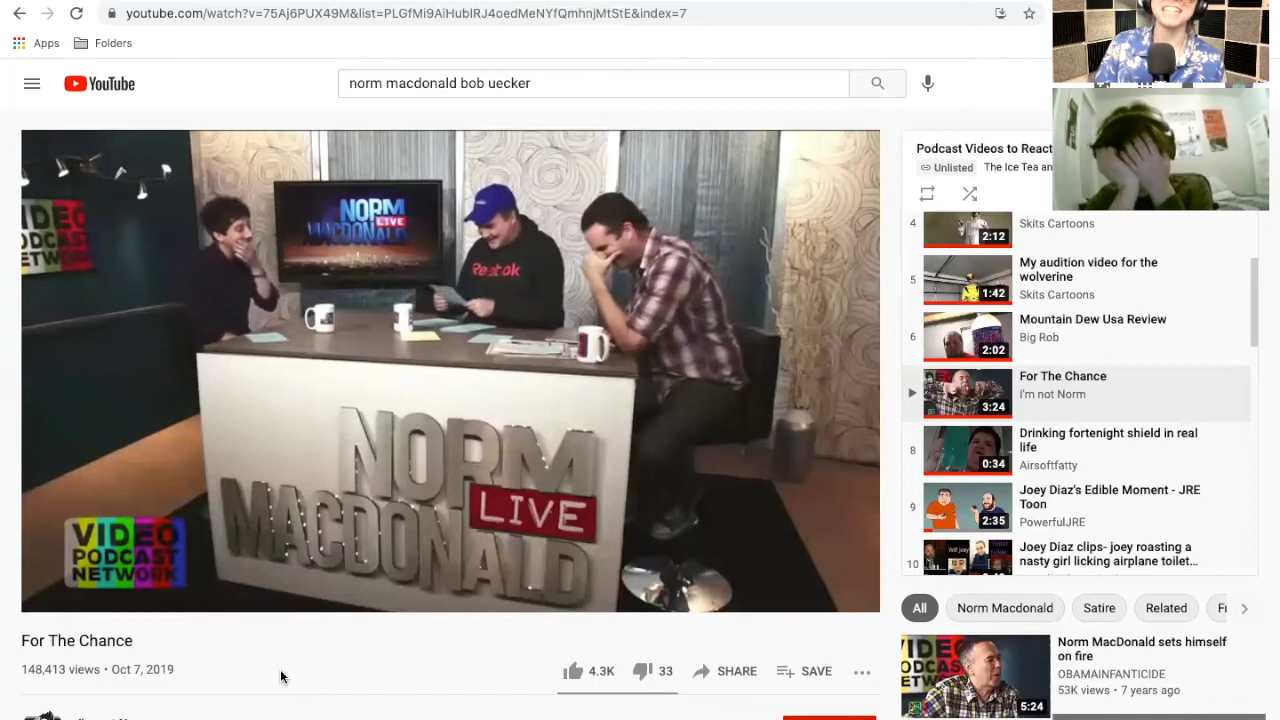 youtube.com/watch?v=75Aj6PUX49M&list=PLGfMi9AiHublRJ4oedMeNYfQmhnjMtStE&index=7
Apps
Folders
YouTube
norm macdonald bob uecker
VIDEO
PODCAST
NETWORK
NORM
LIVE
MACDONALD
Reebok
NORM
MACDONALD
LIVE
VIDEO
PODCAST
NETWORK
Podcast Videos to React
Unlisted
The Ice Tea an
4
2:12
Skits Cartoons
5
1:42
My audition video for the
wolverine
Skits Cartoons
6
2:02
Mountain Dew Usa Review
Big Rob
3:24
For The Chance
I'm not Norm
8
0:34
Drinking fortenight shield in real
life
Airsoftfatty
9
2:35
Joey Diaz's Edible Moment - JRE
Toon
PowerfulJRE
10
Joey Diaz clips- joey roasting a
nasty girl licking airplane toilet...
All
Norm Macdonald
Satire
Related
For The Chance
148,413 views • Oct 7, 2019
4.3K
33
SHARE
SAVE
5:24
Norm MacDonald sets himself
on fire
OBAMAINFANTICIDE
53K views • 7 years ago